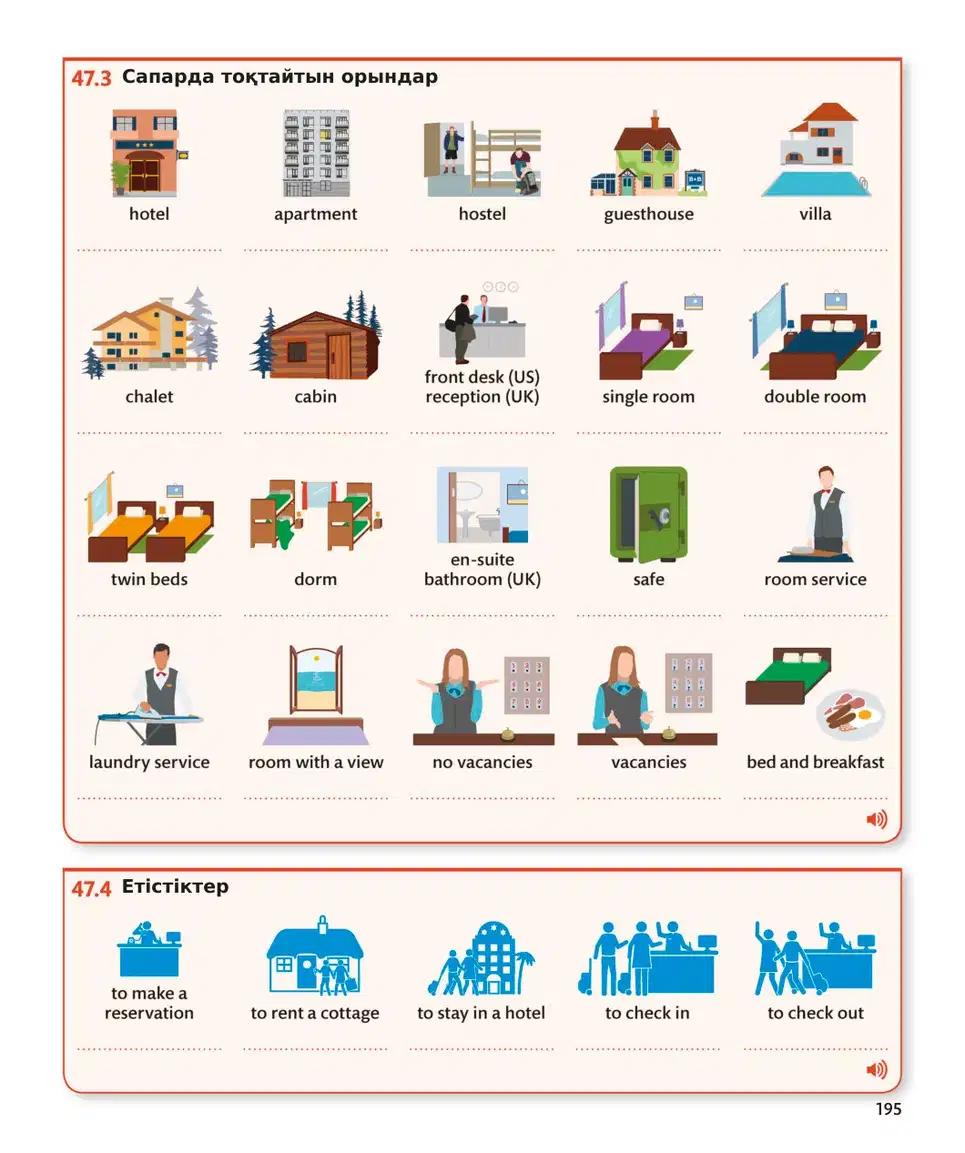 47.3 Сапарда тоқтайтын орындар
hotel
apartment
hostel
guesthouse
villa
chalet
cabin
front desk (US)
reception (UK)
single room
double room
twin beds
dorm
en-suite
bathroom (UK)
safe
room service
laundry service
room with a view
no vacancies
vacancies
bed and breakfast
47.4 Етістіктер
to make a
reservation
to rent a cottage
to stay in a hotel
to check in
to check out
195